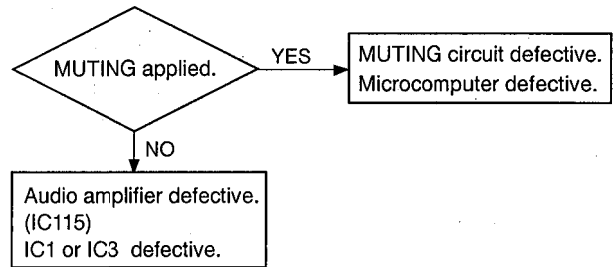 MUTING applied.
YES
MUTING circuit defective.
Microcomputer defective.
NO
Audio amplifier defective.
(IC115)
IC1 or IC3 defective.